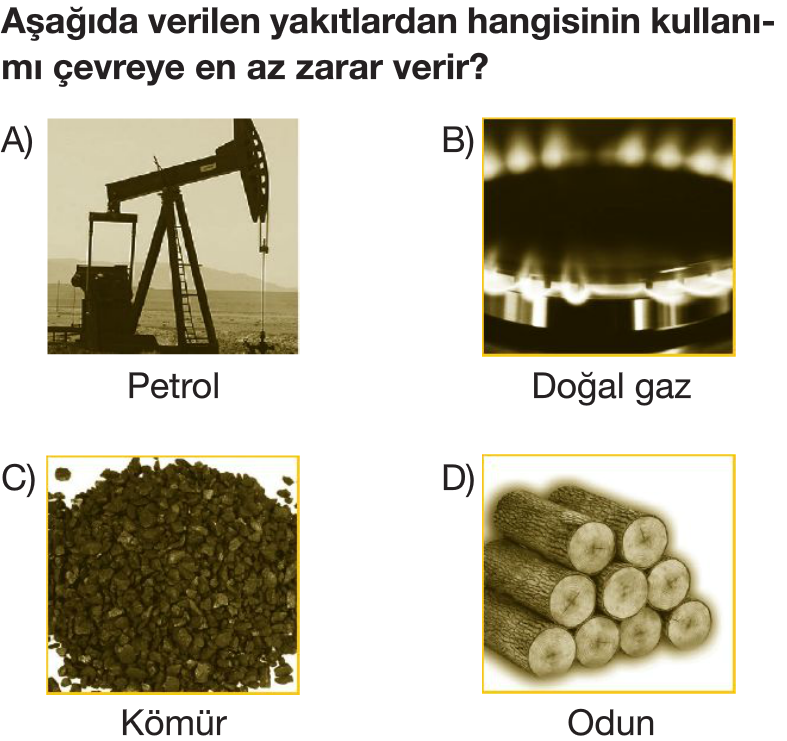 Aşağıda verilen yakıtlardan hangisinin kullanı-
mı çevreye en az zarar verir?
A)
B)
Petrol
Doğal gaz
C)
D)
Kömür
Odun